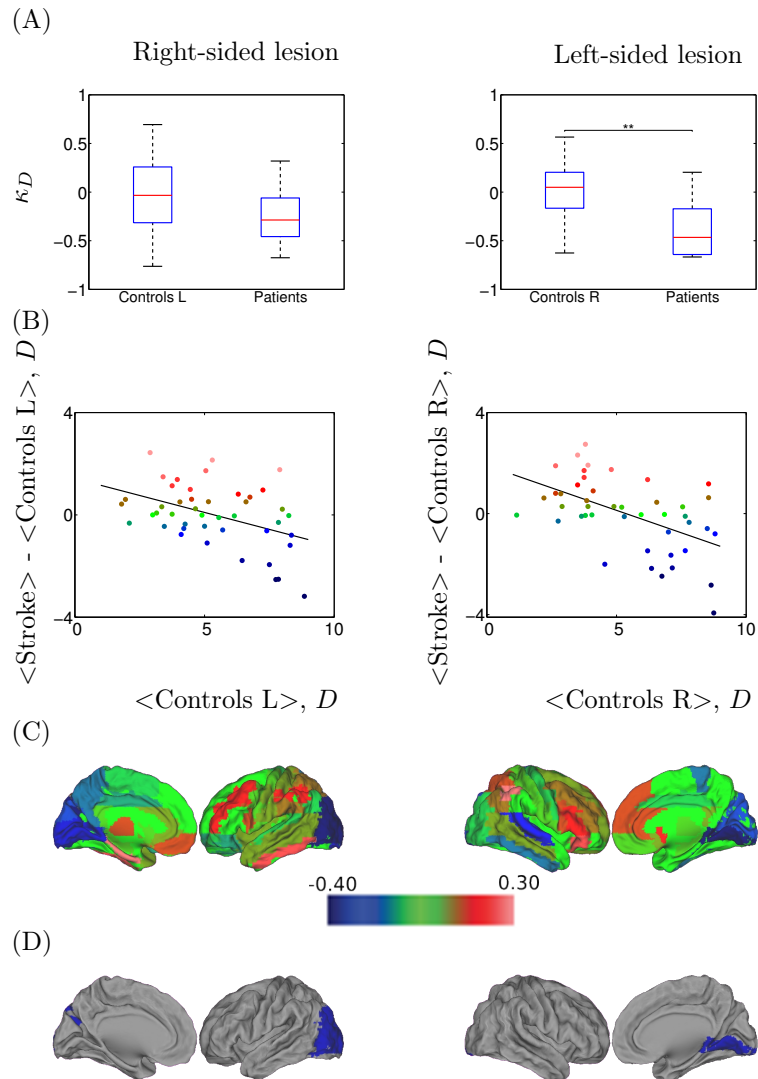 (A)
Right-sided lesion
Left-sided lesion
κD
1
0.5
0
−0.5
−1
Controls L
Patients
1
0.5
0
−0.5
−1
**
Controls R
Patients
(B)
<Stroke> - <Controls L>, D
4
0
−4
0
5
10
<Controls L>, D
<Stroke> - <Controls R>, D
4
0
−4
0
5
10
<Controls R>, D
(C)
-0.40
0.30
(D)